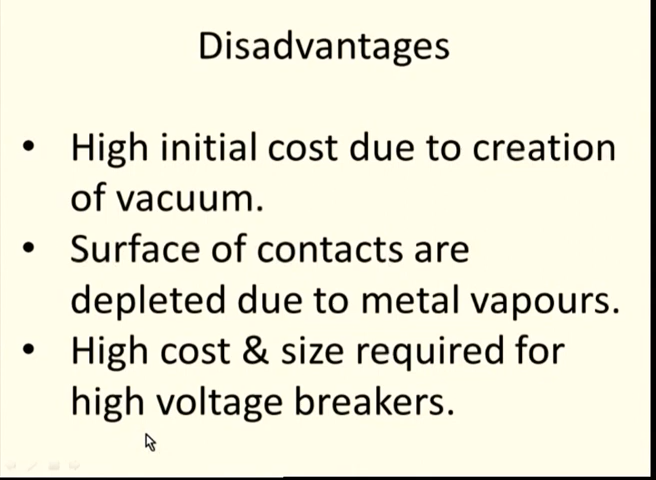 Disadvantages
• High initial cost due to creation
of vacuum.
• Surface of contacts are
depleted due to metal vapours.
• High cost & size required for
high voltage breakers.